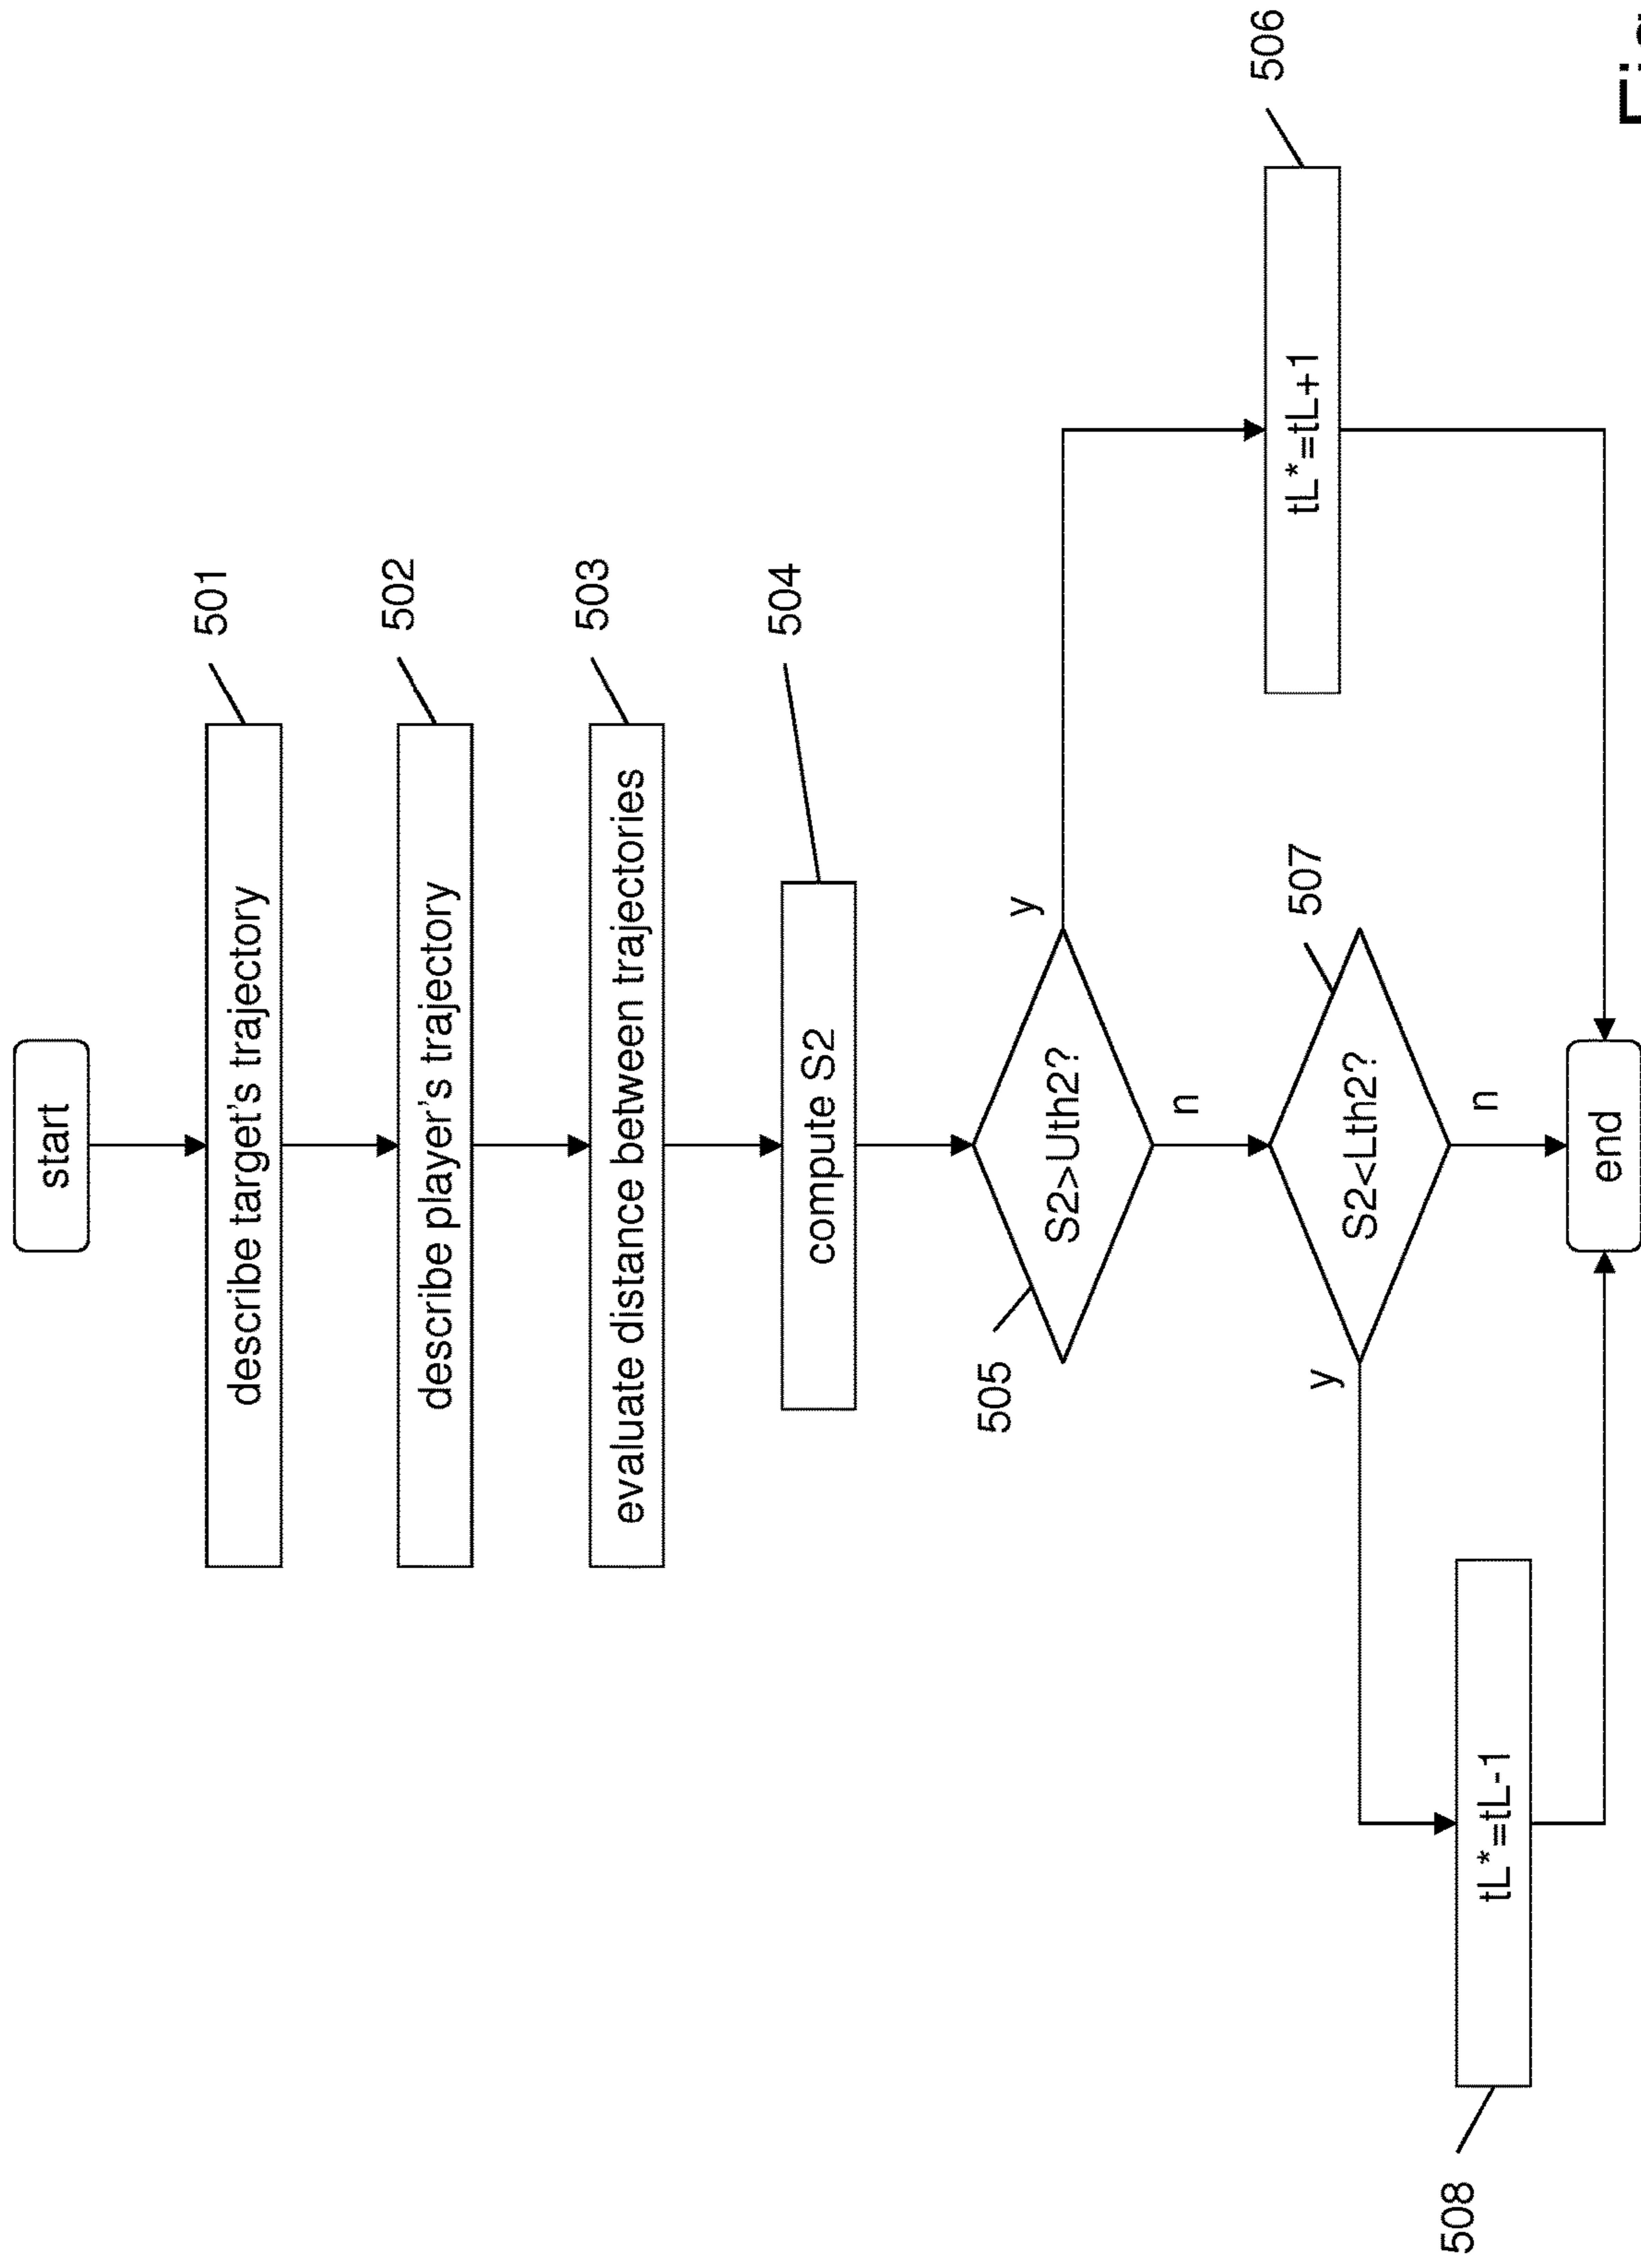 start
describe target's trajectory
501
describe player's trajectory
502
evaluate distance between trajectories
503
compute S2
504
505
S2>Uth2?
y
n
tL*=tL+1
506
507
S2<Lth2?
y
n
tL*=tL-1
508
end